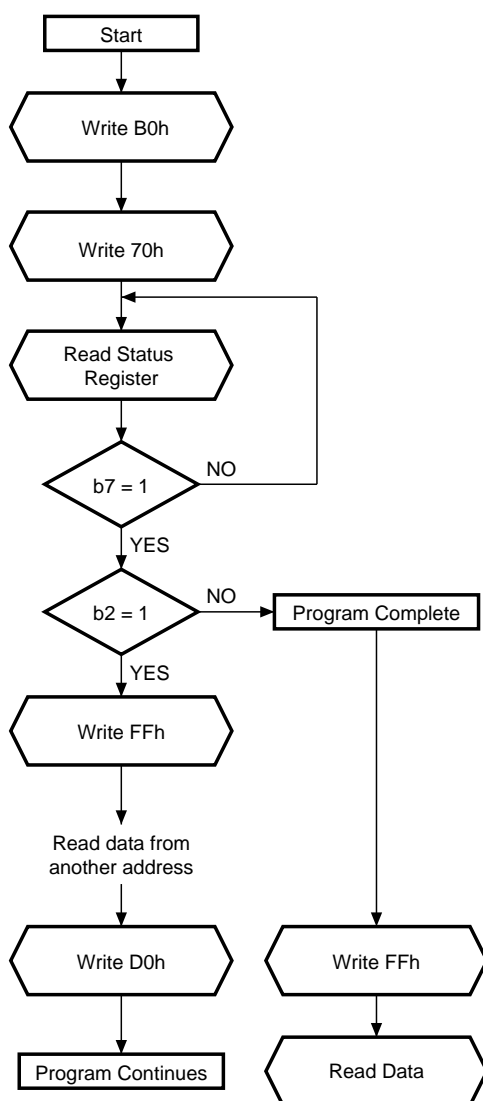 Start
Write B0h
Write 70h
Read Status
Register
b7 = 1
NO
YES
b2 = 1
NO
Program Complete
YES
Write FFh
Read data from
another address
Write D0h
Write FFh
Program Continues
Read Data